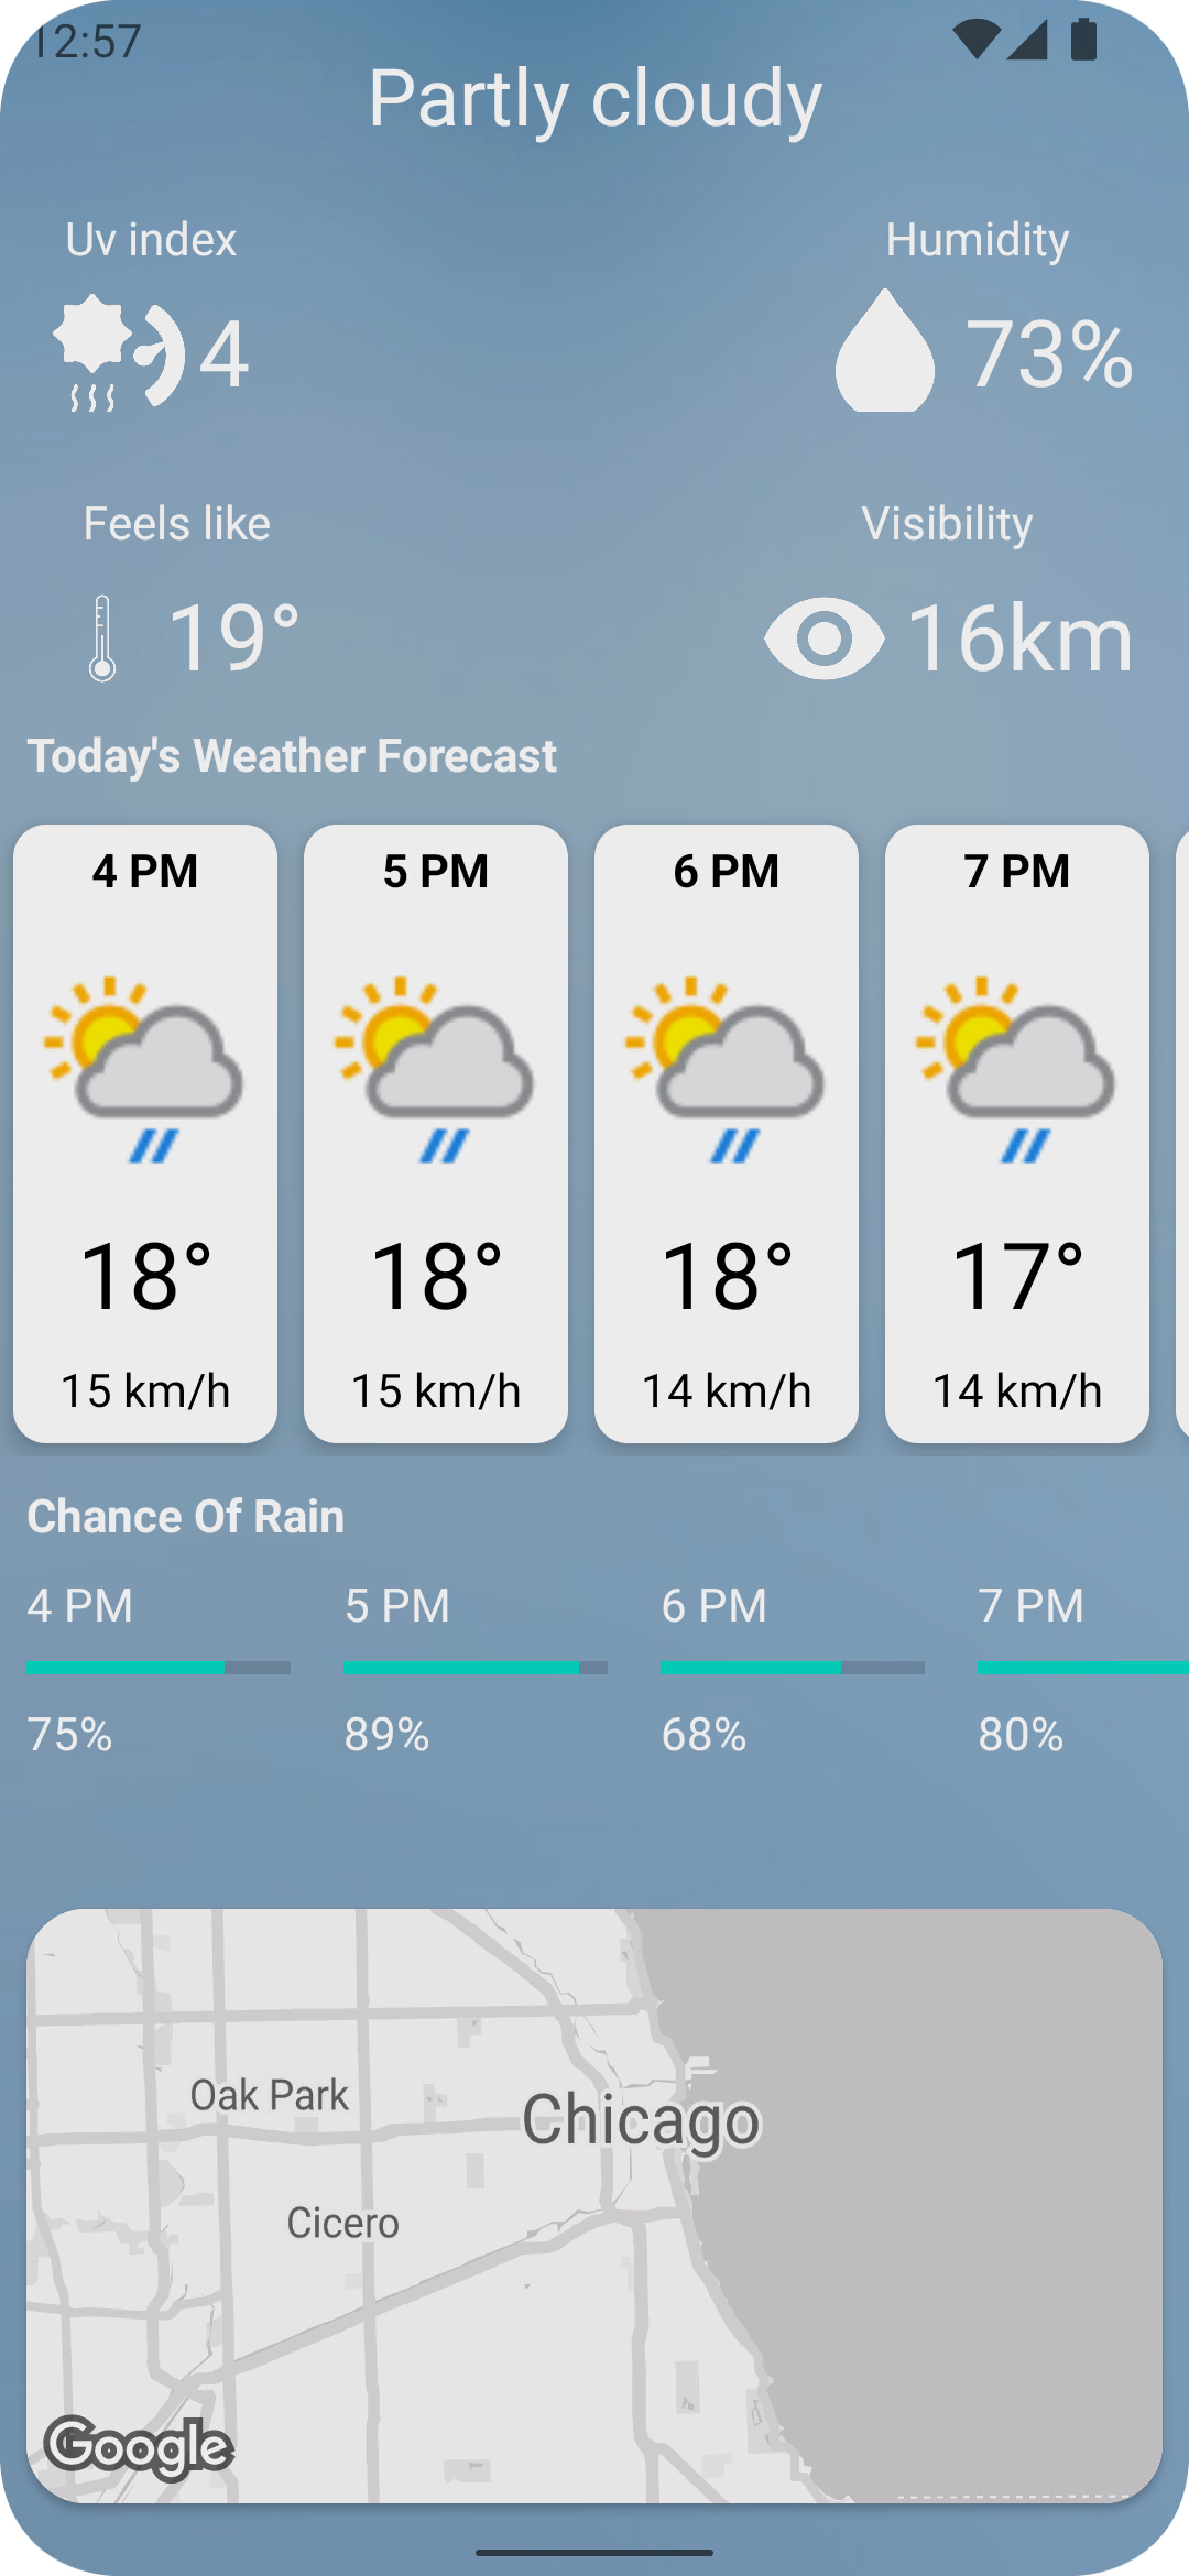 12:57
Partly cloudy
Uv index
Humidity
4
73%
Feels like
Visibility
19°
16km
Today's Weather Forecast
4 PM
5 PM
6 PM
7 PM
18°
18°
18°
17°
15 km/h
15 km/h
14 km/h
14 km/h
Chance Of Rain
4 PM
5 PM
6 PM
7 PM
75%
89%
68%
80%
Oak Park
Chicago
Cicero
Google